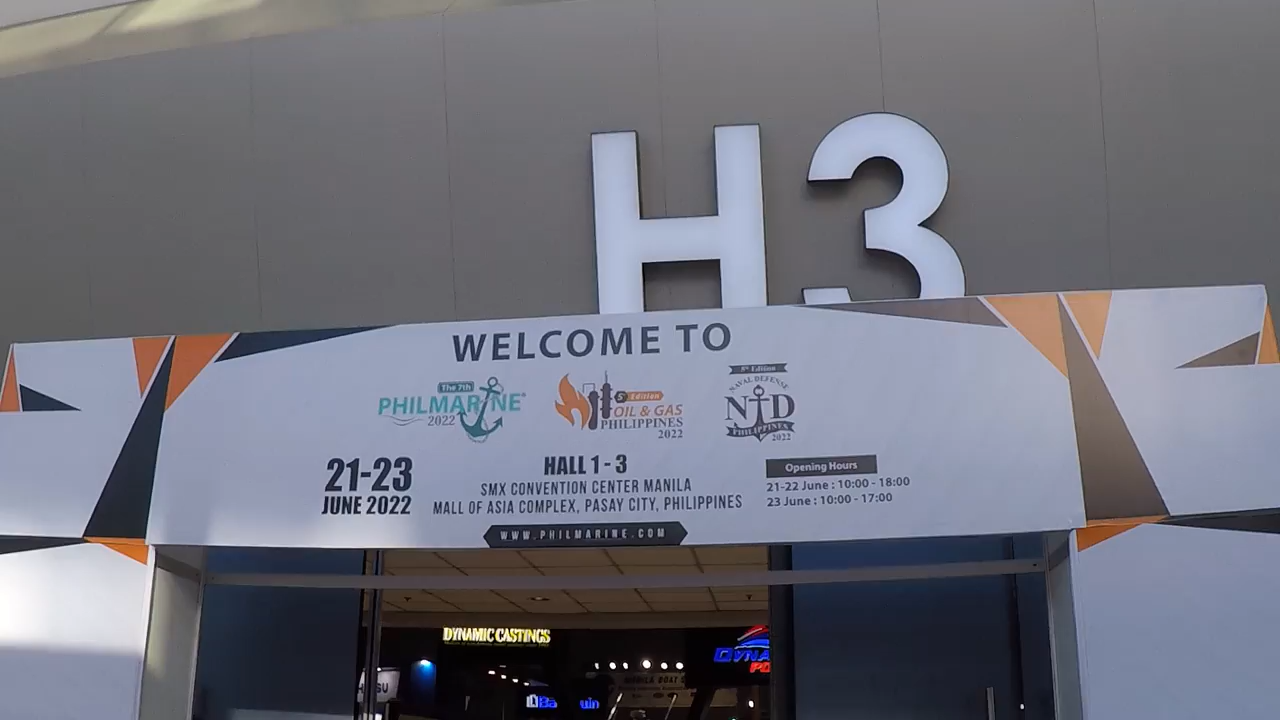 H3
WELCOME TO
The 7th
PHILMARINE
2022
5th Edition
OIL & GAS
PHILIPPINES
2022
NAVAL DEFENSE
ND
PHILIPPINES
2022
21-23
JUNE 2022
HALL 1 - 3
SMX CONVENTION CENTER MANILA
MALL OF ASIA COMPLEX, PASAY CITY, PHILIPPINES
Opening Hours
21-22 June : 10:00 - 18:00
23 June : 10:00 - 17:00
WWW.PHILMARINE.COM
DYNAMIC CASTINGS